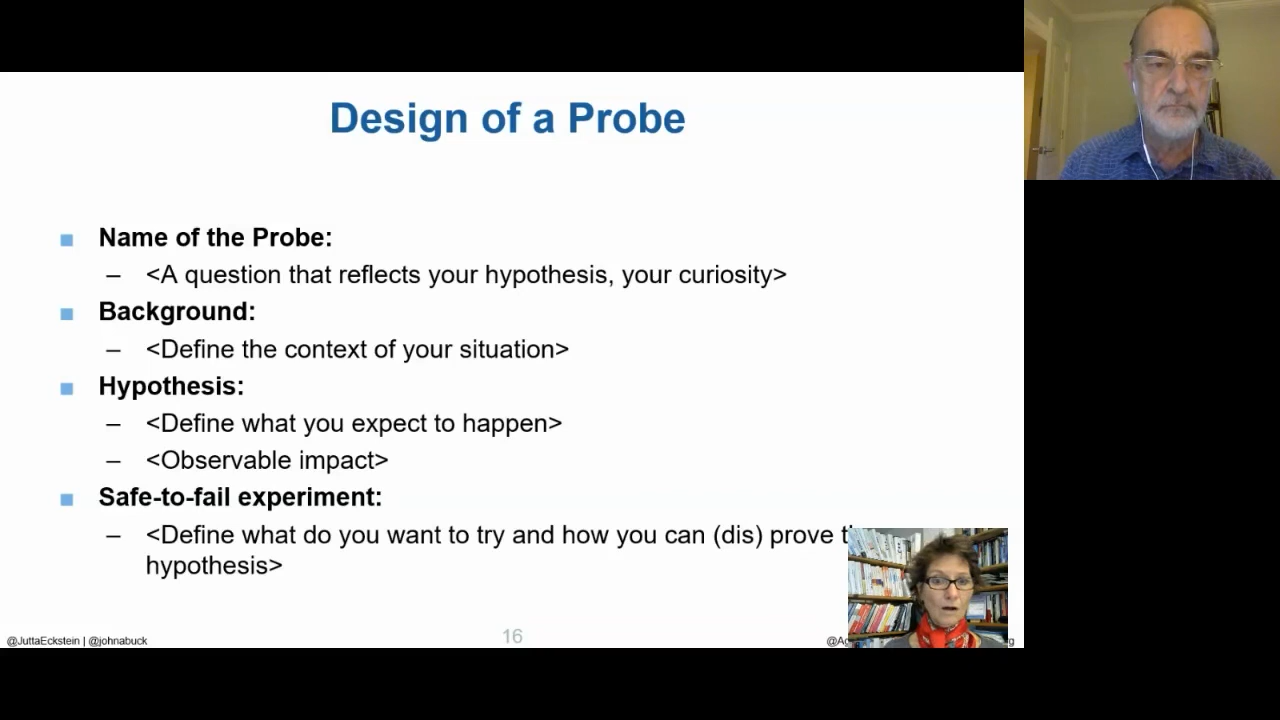 Design of a Probe
Name of the Probe:
– <A question that reflects your hypothesis, your curiosity>
Background:
– <Define the context of your situation>
Hypothesis:
– <Define what you expect to happen>
– <Observable impact>
Safe-to-fail experiment:
– <Define what do you want to try and how you can (dis) prove
hypothesis>
@JuttaEckstein | @johnabuck
16